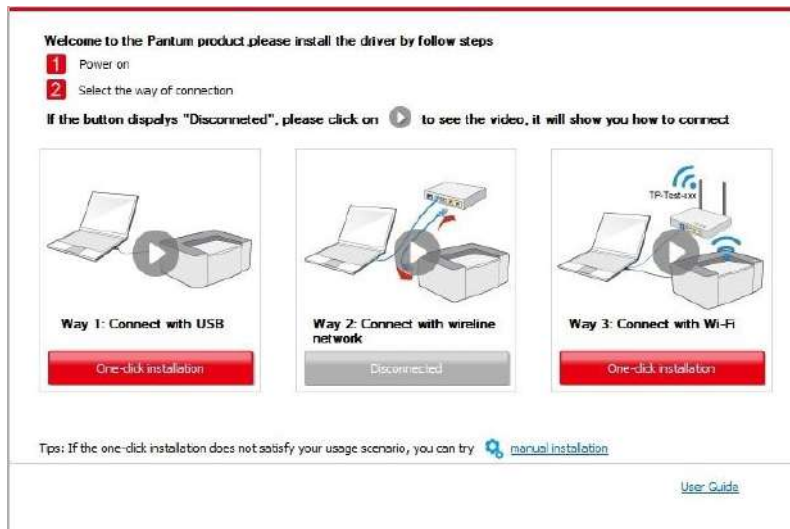 Welcome to the Pantum product,please install the driver by follow steps
1 Power on
2 Select the way of connection
If the button dispalys "Disconneted", please click on to see the video, it will show you how to connect
TP-Test-xxx
Way 1: Connect with USB
Way 2: Connect with wireline
network
Way 3: Connect with Wi-Fi
One-click installation
Disconnected
One-click installation
Tips: If the one-click installation does not satisfy your usage scenario, you can try manual installation
User Guide